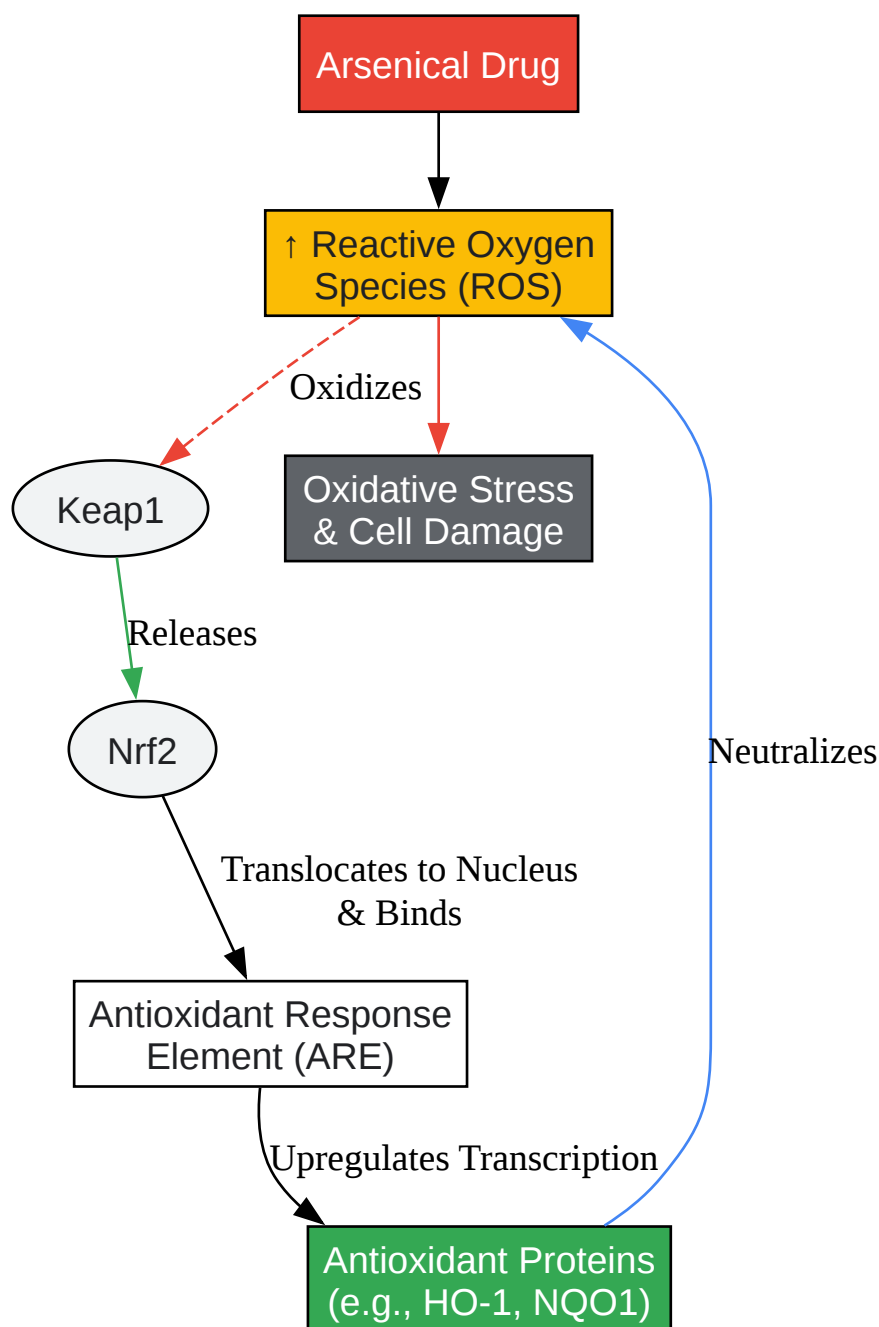 Arsenical Drug
↑ Reactive Oxygen
Species (ROS)
Oxidizes
Oxidative Stress
& Cell Damage
Keap1
Releases
Nrf2
Neutralizes
Translocates to Nucleus
& Binds
Antioxidant Response
Element (ARE)
Upregulates Transcription
Antioxidant Proteins
(e.g., HO-1, NQO1)